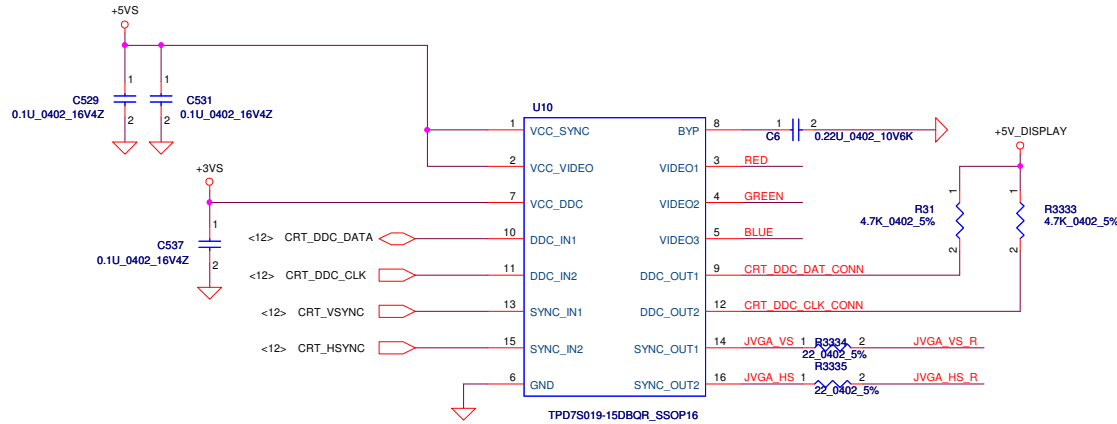 +5VS
1
C529
0.1U_0402_16V4Z
2
1
C531
0.1U_0402_16V4Z
2
U10
1 VCC_SYNC
2 VCC_VIDEO
7 VCC_DDC
10 DDC_IN1
11 DDC_IN2
13 SYNC_IN1
15 SYNC_IN2
6 GND
BYP 8
VIDEO1 3 RED
VIDEO2 4 GREEN
VIDEO3 5 BLUE
DDC_OUT1 9 CRT_DDC_DAT_CONN
DDC_OUT2 12 CRT_DDC_CLK_CONN
SYNC_OUT1 14 JVGA_VS 1 R3334 2 JVGA_VS_R
22_0402_5%
R3335
SYNC_OUT2 16 JVGA_HS 1 2 JVGA_HS_R
22_0402_5%
TPD7S019-15DBQR_SSOP16
1 2
C6 0.22U_0402_10V6K
+5V_DISPLAY
1
R31
4.7K_0402_5%
2
1
R3333
4.7K_0402_5%
2
+3VS
1
C537
0.1U_0402_16V4Z
2
<12> CRT_DDC_DATA
<12> CRT_DDC_CLK
<12> CRT_VSYNC
<12> CRT_HSYNC